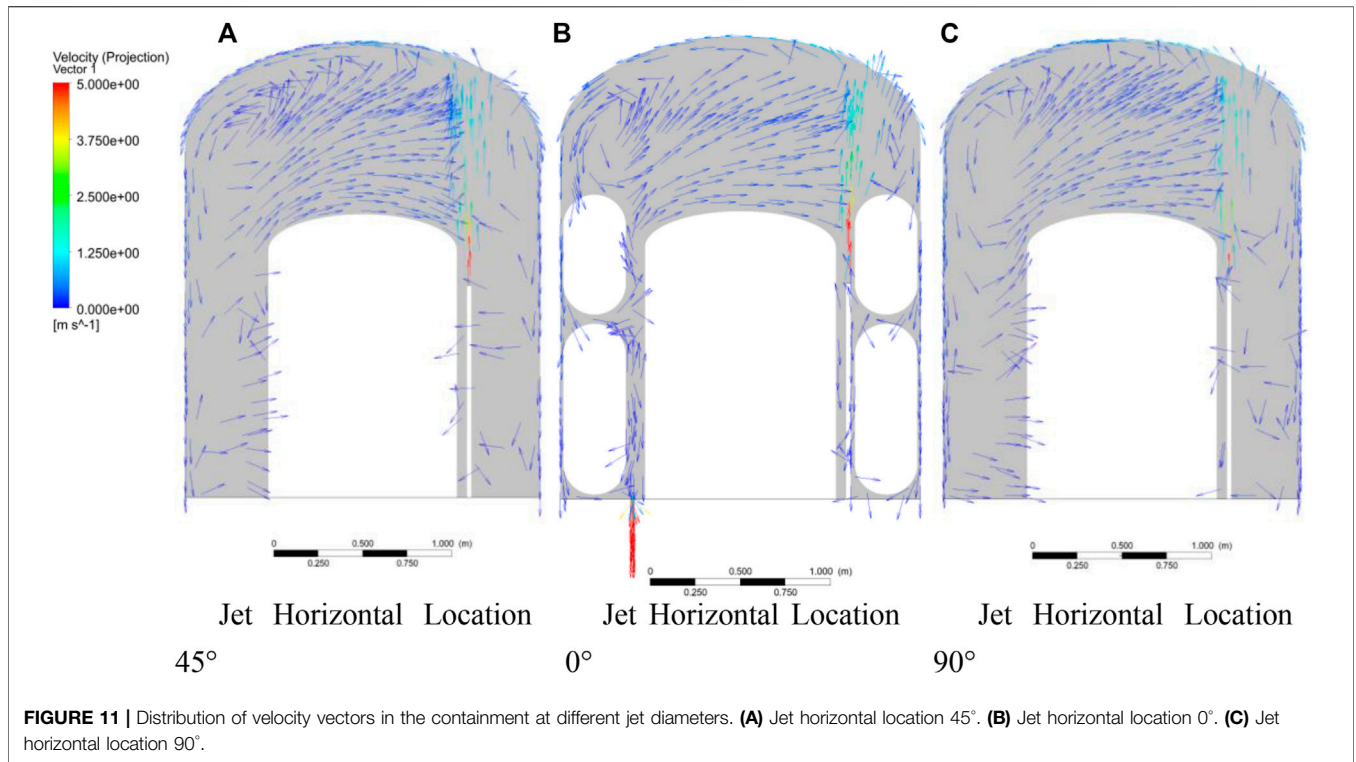 A
B
C
Velocity (Projection)
Vector 1
5.000e+00
3.750e+00
2.500e+00
1.250e+00
0.000e+00
[m s^-1]
0 0.500 1.000 (m)
0.250 0.750
0 0.500 1.000 (m)
0.250 0.750
0 0.500 1.000 (m)
0.250 0.750
Jet Horizontal Location
45°
Jet Horizontal Location
0°
Jet Horizontal Location
90°
FIGURE 11 | Distribution of velocity vectors in the containment at different jet diameters. (A) Jet horizontal location 45°. (B) Jet horizontal location 0°. (C) Jet
horizontal location 90°.